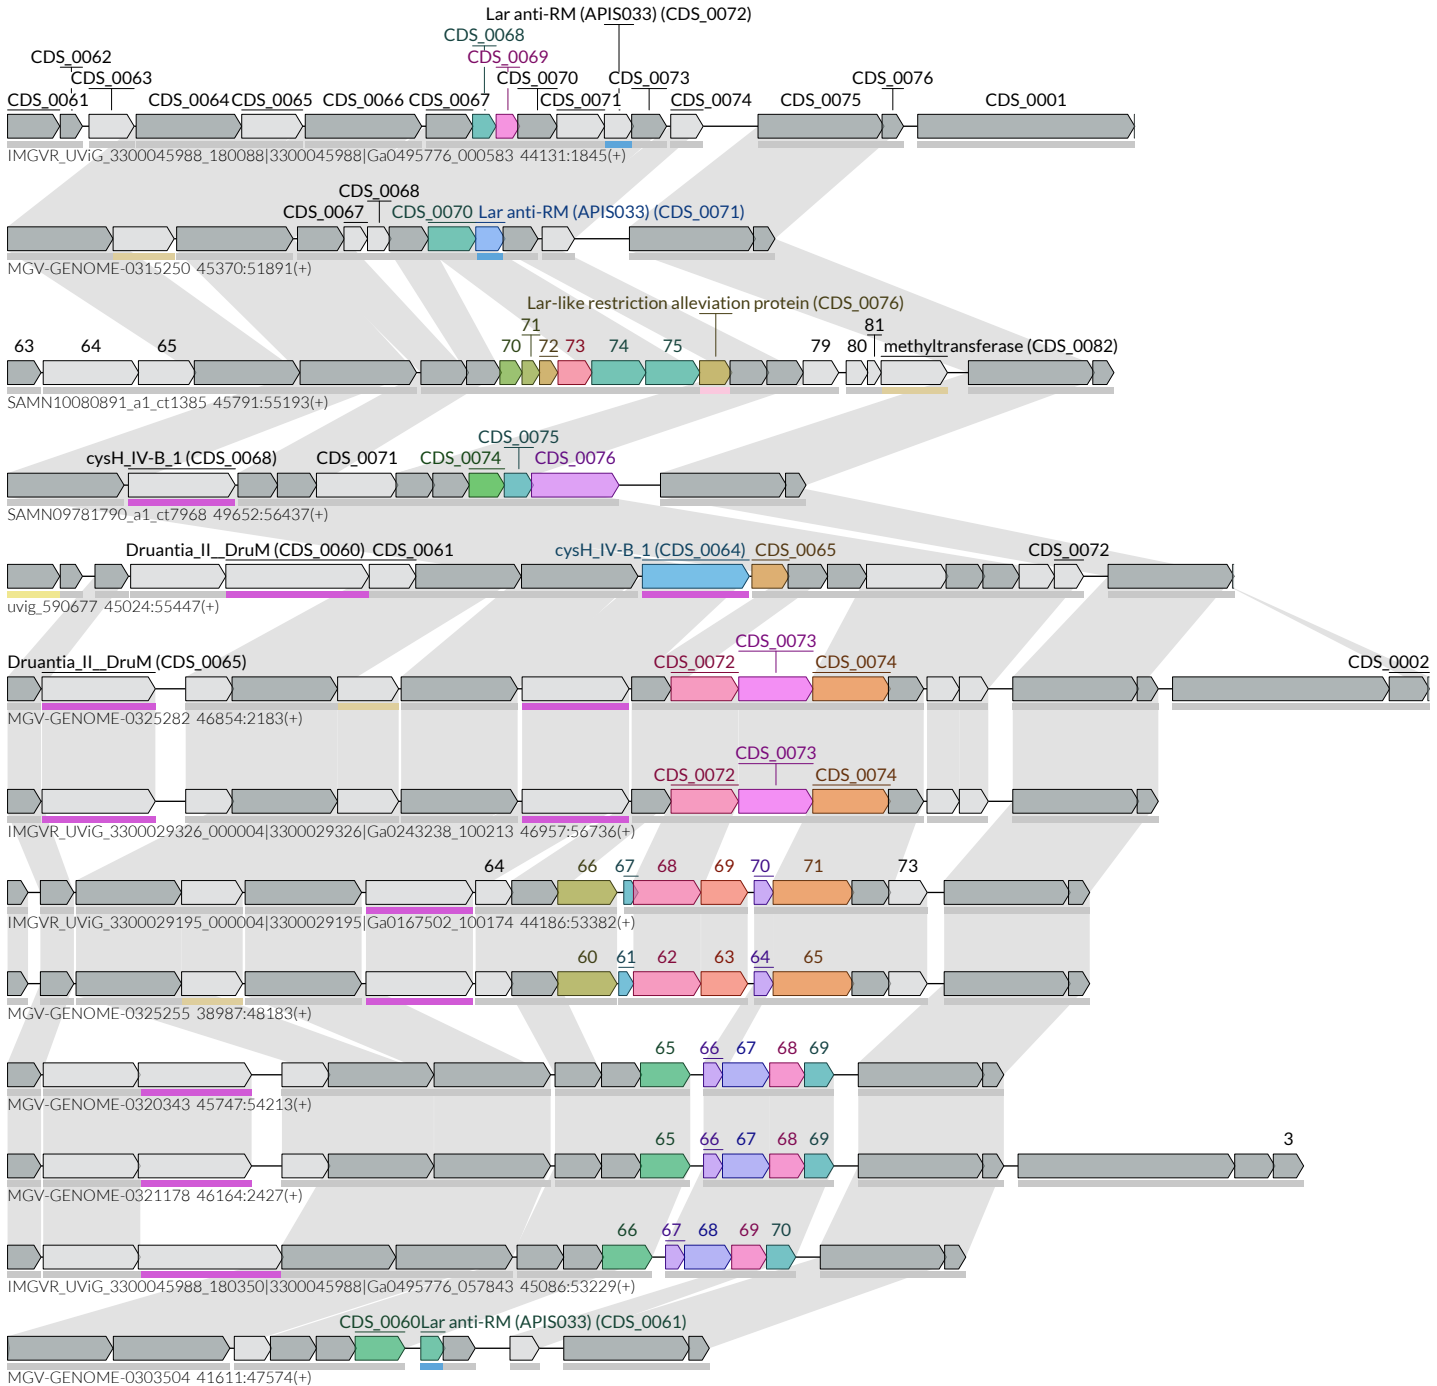 Lar anti-RM (APIS033) (CDS_0072)
CDS_0068
CDS_0062 CDS_0069
CDS_0063 CDS_0070 CDS_0073 CDS_0076
CDS_0061 CDS_0064 CDS_0065 CDS_0066 CDS_0067 CDS_0071 CDS_0074 CDS_0075 CDS_0001
IMGVR_UViG_3300045988_180088|3300045988|Ga0495776_000583 44131:1845(+)
CDS_0068
CDS_0067 CDS_0070 Lar anti-RM (APIS033) (CDS_0071)
MGV-GENOME-0315250 45370:51891(+)
Lar-like restriction alleviation protein (CDS_0076)
71 81
63 64 65 70 72 73 74 75 79 80 methyltransferase (CDS_0082)
SAMN10080891_a1_ct1385 45791:55193(+)
CDS_0075
cysH_IV-B_1 (CDS_0068) CDS_0071 CDS_0074 CDS_0076
SAMN09781790_a1_ct7968 49652:56437(+)
Druantia_II__DruM (CDS_0060) CDS_0061 cysH_IV-B_1 (CDS_0064) CDS_0065 CDS_0072
uvig_590677 45024:55447(+)
CDS_0073
Druantia_II__DruM (CDS_0065) CDS_0072 CDS_0074 CDS_0002
MGV-GENOME-0325282 46854:2183(+)
CDS_0073
CDS_0072 CDS_0074
IMGVR_UViG_3300029326_000004|3300029326|Ga0243238_100213 46957:56736(+)
64 66 67 68 69 70 71 73
IMGVR_UViG_3300029195_000004|3300029195|Ga0167502_100174 44186:53382(+)
60 61 62 63 64 65
MGV-GENOME-0325255 38987:48183(+)
65 66 67 68 69
MGV-GENOME-0320343 45747:54213(+)
65 66 67 68 69 3
MGV-GENOME-0321178 46164:2427(+)
66 67 68 69 70
IMGVR_UViG_3300045988_180350|3300045988|Ga0495776_057843 45086:53229(+)
CDS_0060 Lar anti-RM (APIS033) (CDS_0061)
MGV-GENOME-0303504 41611:47574(+)